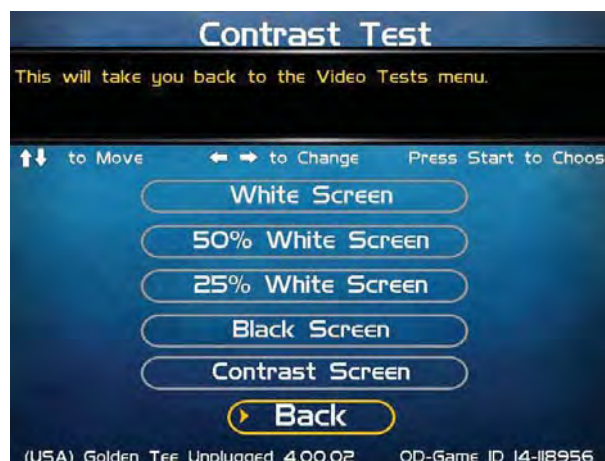 Contrast Test
This will take you back to the Video Tests menu.
to Move to Change Press Start to Choos
White Screen
50% White Screen
25% White Screen
Black Screen
Contrast Screen
Back
(USA) Golden Tee Unplugged 4.00.02 OD-Game ID 14-118956